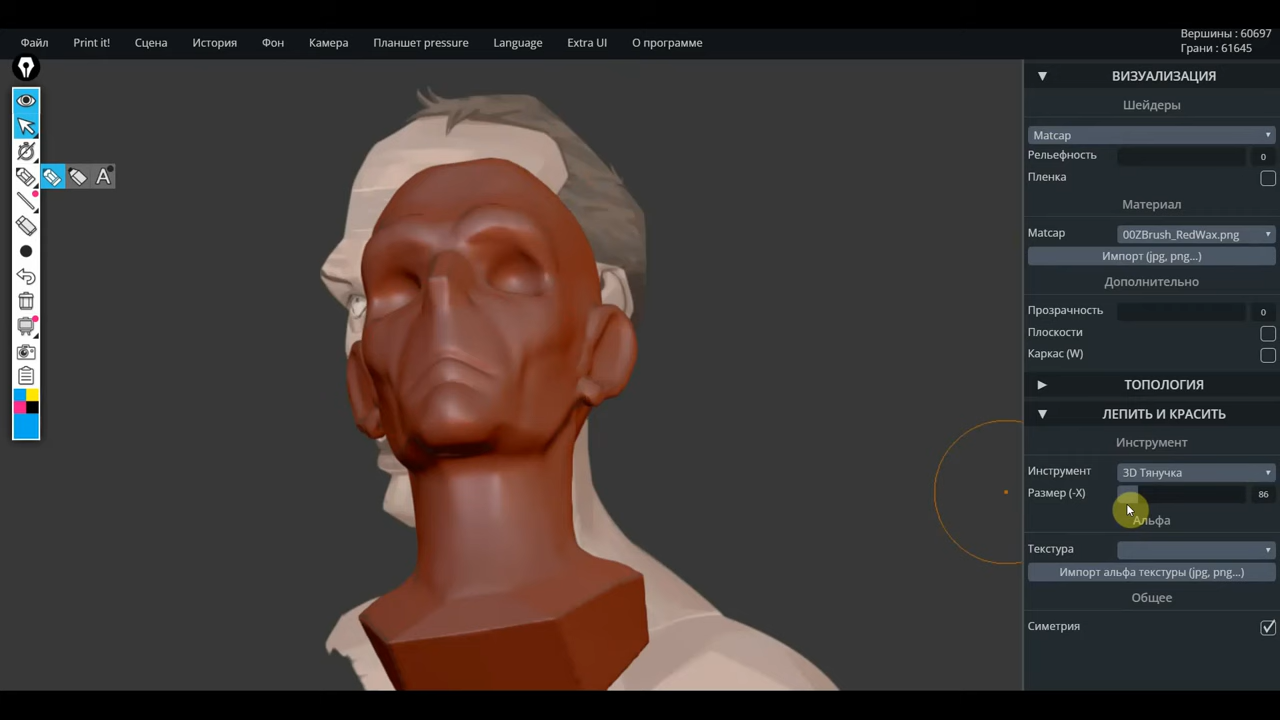 Файл Print it! Сцена История Фон Камера Планшет pressure Language Extra UI О программе
Вершины : 60697
Грани : 61645
A
ВИЗУАЛИЗАЦИЯ
Шейдеры
Matcap
Рельефность 0
Пленка
Материал
Matcap 00ZBrush_RedWax.png
Импорт (jpg, png...)
Дополнительно
Прозрачность 0
Плоскости
Каркас (W)
ТОПОЛОГИЯ
ЛЕПИТЬ И КРАСИТЬ
Инструмент
Инструмент 3D Тянучка
Размер (-X) 86
Альфа
Текстура
Импорт альфа текстуры (jpg, png...)
Общее
Симетрия